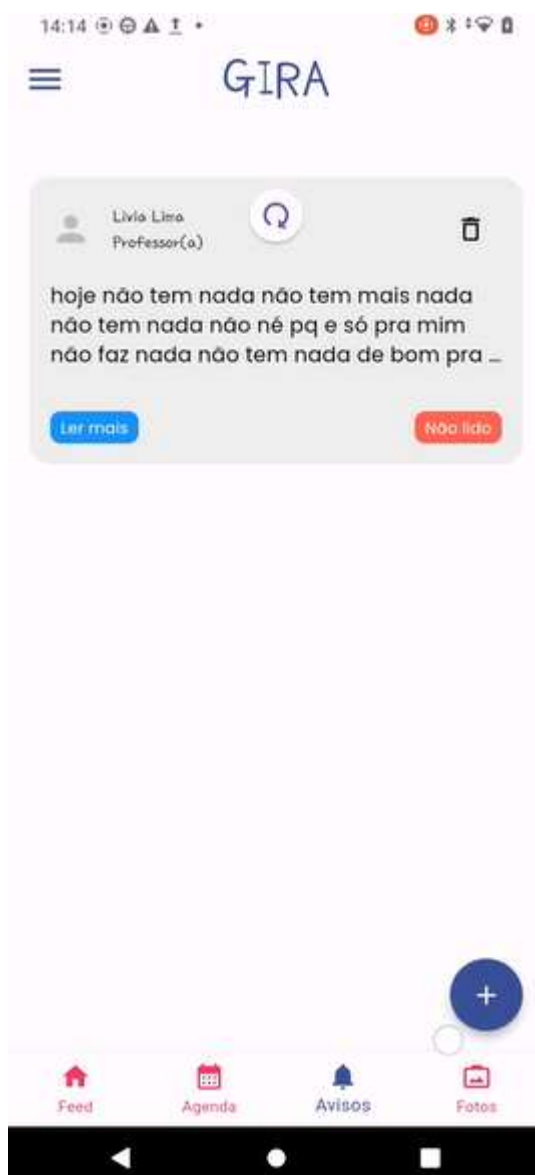 14:14
GIRA
Livia Lima
Professor(a)
hoje não tem nada não tem mais nada
não tem nada não né pq e só pra mim
não faz nada não tem nada de bom pra ...
Ler mais
Não lido
+
Feed
Agenda
Avisos
Fotos